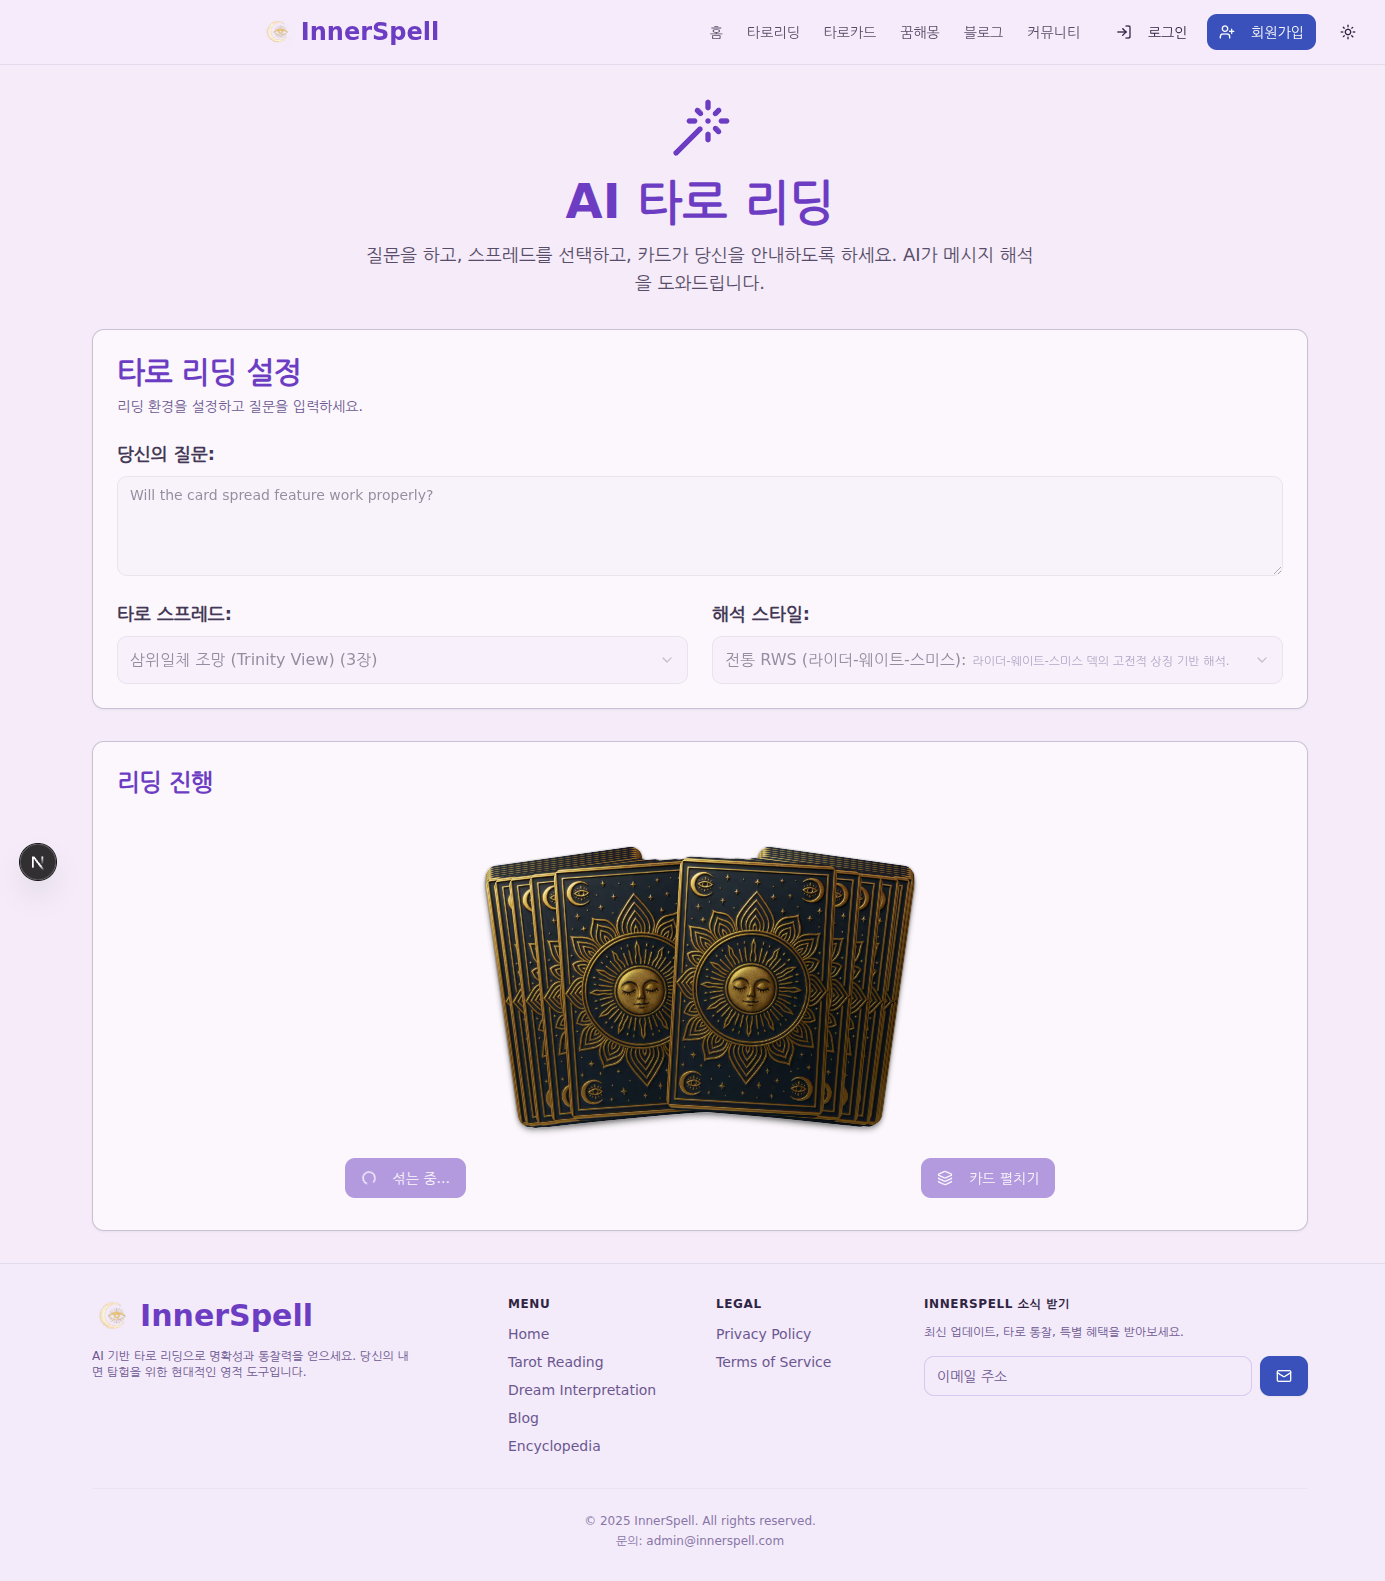 InnerSpell
홈 타로리딩 타로카드 꿈해몽 블로그 커뮤니티 로그인 회원가입
AI 타로 리딩
질문을 하고, 스프레드를 선택하고, 카드가 당신을 안내하도록 하세요. AI가 메시지 해석
을 도와드립니다.
타로 리딩 설정
리딩 환경을 설정하고 질문을 입력하세요.
당신의 질문:
Will the card spread feature work properly?
타로 스프레드:
삼위일체 조망 (Trinity View) (3장)
해석 스타일:
전통 RWS (라이더-웨이트-스미스): 라이더-웨이트-스미스 덱의 고전적 상징 기반 해석.
리딩 진행
N
섞는 중...
카드 펼치기
InnerSpell
AI 기반 타로 리딩으로 명확성과 통찰력을 얻으세요. 당신의 내
면 탐험을 위한 현대적인 영적 도구입니다.
MENU
Home
Tarot Reading
Dream Interpretation
Blog
Encyclopedia
LEGAL
Privacy Policy
Terms of Service
INNERSPELL 소식 받기
최신 업데이트, 타로 통찰, 특별 혜택을 받아보세요.
이메일 주소
© 2025 InnerSpell. All rights reserved.
문의: admin@innerspell.com